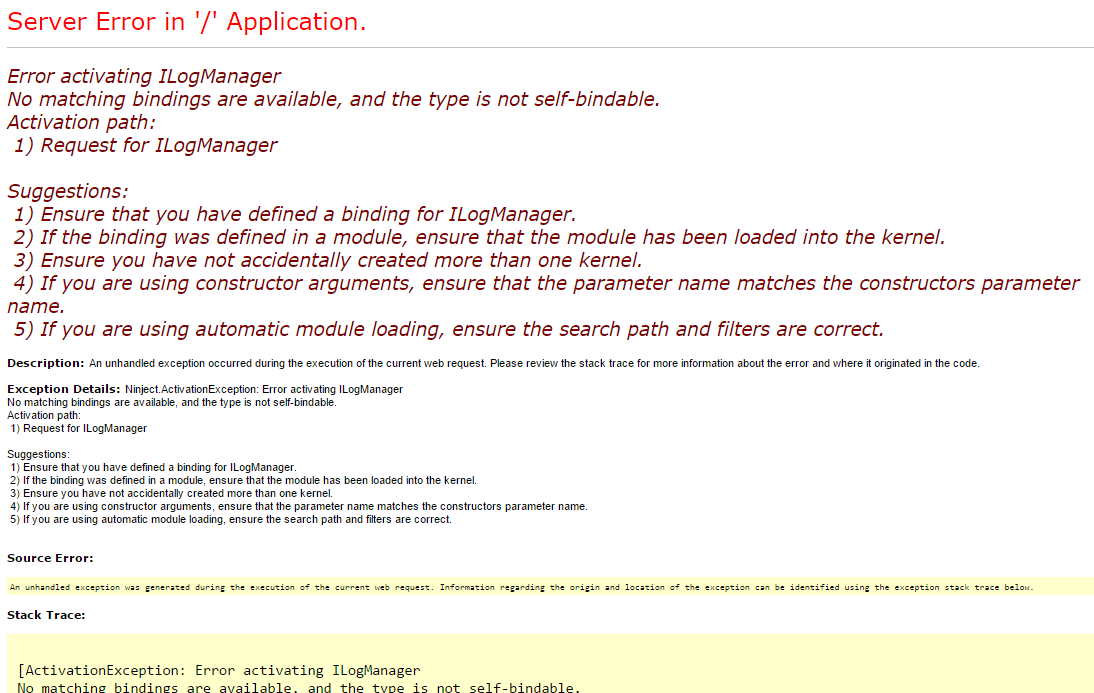 Server Error in '/' Application.
Error activating ILogManager
No matching bindings are available, and the type is not self-bindable.
Activation path:
1) Request for ILogManager
Suggestions:
1) Ensure that you have defined a binding for ILogManager.
2) If the binding was defined in a module, ensure that the module has been loaded into the kernel.
3) Ensure you have not accidentally created more than one kernel.
4) If you are using constructor arguments, ensure that the parameter name matches the constructors parameter
name.
5) If you are using automatic module loading, ensure the search path and filters are correct.
Description: An unhandled exception occurred during the execution of the current web request. Please review the stack trace for more information about the error and where it originated in the code.
Exception Details: Ninject.ActivationException: Error activating ILogManager
No matching bindings are available, and the type is not self-bindable.
Activation path:
1) Request for ILogManager
Suggestions:
1) Ensure that you have defined a binding for ILogManager.
2) If the binding was defined in a module, ensure that the module has been loaded into the kernel.
3) Ensure you have not accidentally created more than one kernel.
4) If you are using constructor arguments, ensure that the parameter name matches the constructors parameter name.
5) If you are using automatic module loading, ensure the search path and filters are correct.
Source Error:
An unhandled exception was generated during the execution of the current web request. Information regarding the origin and location of the exception can be identified using the exception stack trace below.
Stack Trace:
[ActivationException: Error activating ILogManager
No matching bindings are available, and the type is not self-bindable.